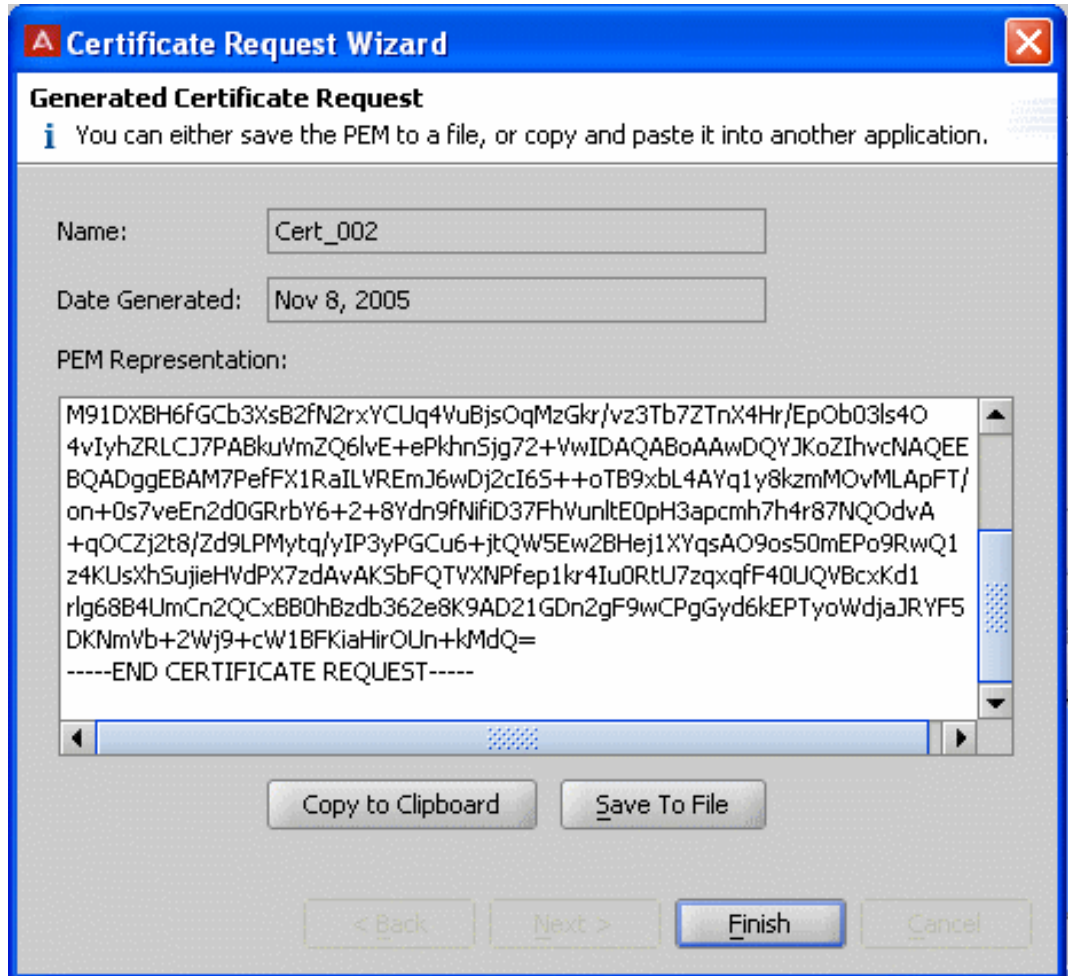 Certificate Request Wizard
Generated Certificate Request
You can either save the PEM to a file, or copy and paste it into another application.
Name: Cert_002
Date Generated: Nov 8, 2005
PEM Representation:
M91DXBH6fGCb3XsB2fN2rxYCUq4VuBjsOqMzGkr/vz3Tb7ZTnX4Hr/EpOb03ls4O
4vIyhZRLCJ7PABkuVmZQ6lvE+ePkhnSjg72+VwIDAQABoAAwDQYJKoZIhvcNAQEE
BQADggEBAM7PefFX1RaILVREmJ6wDj2cI6S++oTB9xbL4AYq1y8kzmMOvMLApFT/
on+0s7veEn2d0GRrbY6+2+8Ydn9fNifiD37FhVunltE0pH3apcmh7h4r87NQOdvA
+qOCZj2t8/Zd9LPMytq/yIP3yPGCu6+jtQW5Ew2BHej1XYqsAO9os50mEPo9RwQ1
z4KUsXhSujieHVdPX7zdAvAKSbFQTVXNPfep1kr4Iu0RtU7zqxqfF40UQVBcxKd1
rlg68B4UmCn2QCxBB0hBzdb362e8K9AD21GDn2gF9wCPgGyd6kEPTyoWdjaJRYF5
DKNmVb+2Wj9+cW1BFKiaHirOUn+kMdQ=
-----END CERTIFICATE REQUEST-----
Copy to Clipboard Save To File
< Back Next > Finish Cancel